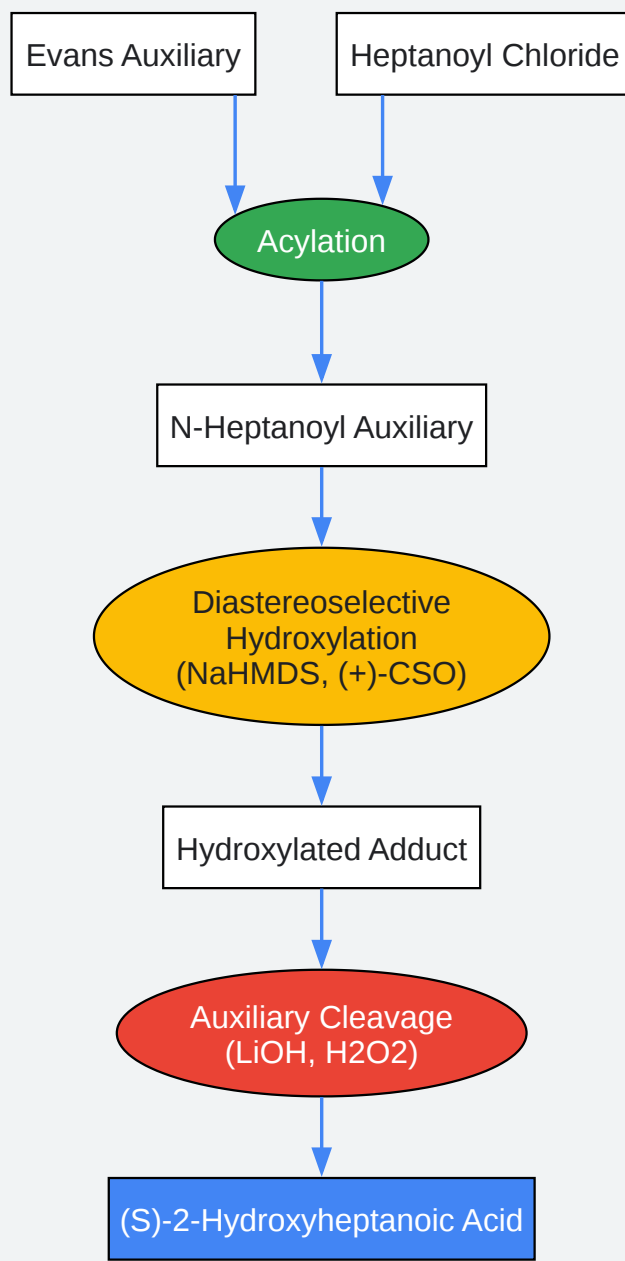 Evans Auxiliary
Heptanoyl Chloride
Acylation
N-Heptanoyl Auxiliary
Diastereoselective
Hydroxylation
(NaHMDS, (+)-CSO)
Hydroxylated Adduct
Auxiliary Cleavage
(LiOH, H2O2)
(S)-2-Hydroxyheptanoic Acid